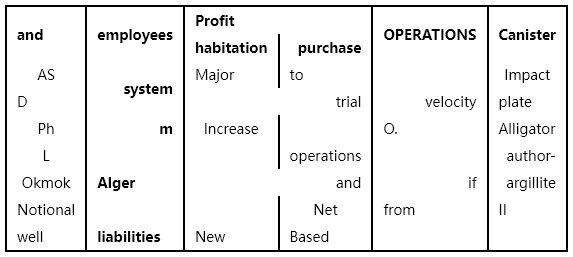 Profit
and employees OPERATIONS Canister
habitation purchase
AS Major to Impact
system
D trial velocity plate
Ph m Increase O. Alligator
L operations author-
Okmok Alger and if argillite
Notional Net from II
well liabilities New Based